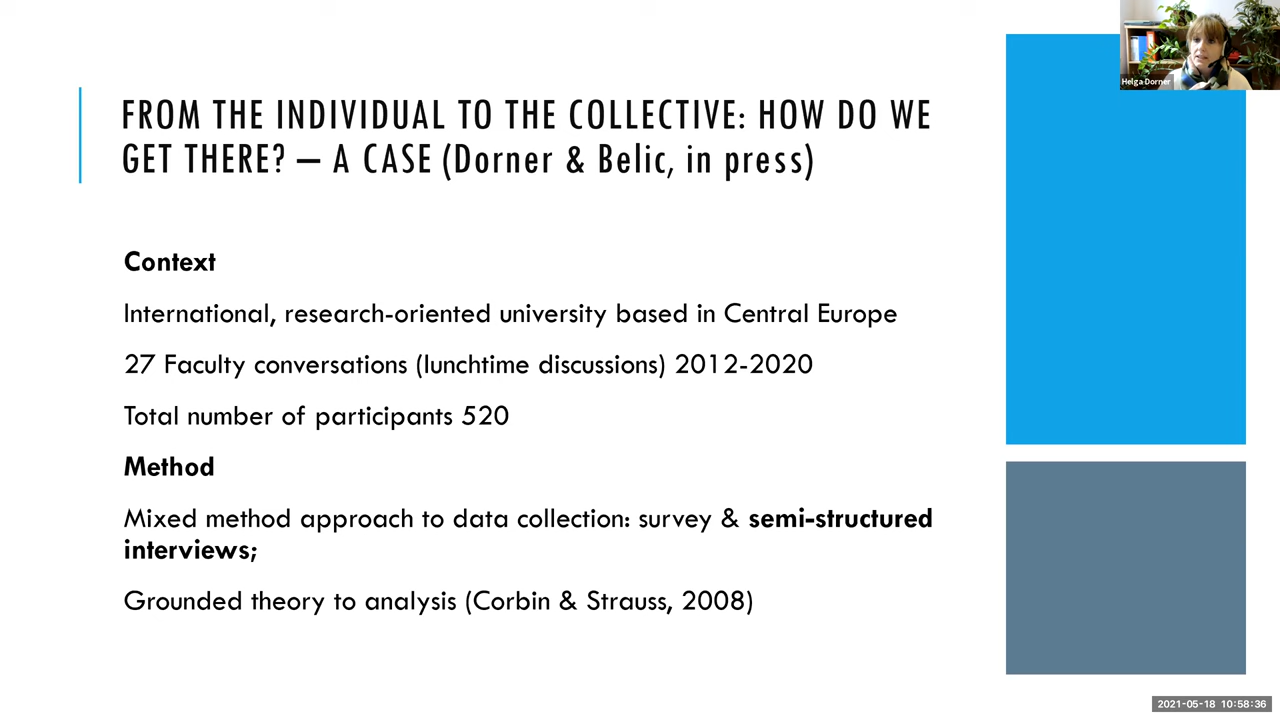 Helga Dorner
FROM THE INDIVIDUAL TO THE COLLECTIVE: HOW DO WE
GET THERE? – A CASE (Dorner & Belic, in press)
Context
International, research-oriented university based in Central Europe
27 Faculty conversations (lunchtime discussions) 2012-2020
Total number of participants 520
Method
Mixed method approach to data collection: survey & semi-structured
interviews;
Grounded theory to analysis (Corbin & Strauss, 2008)
2021-05-18 10:58:36